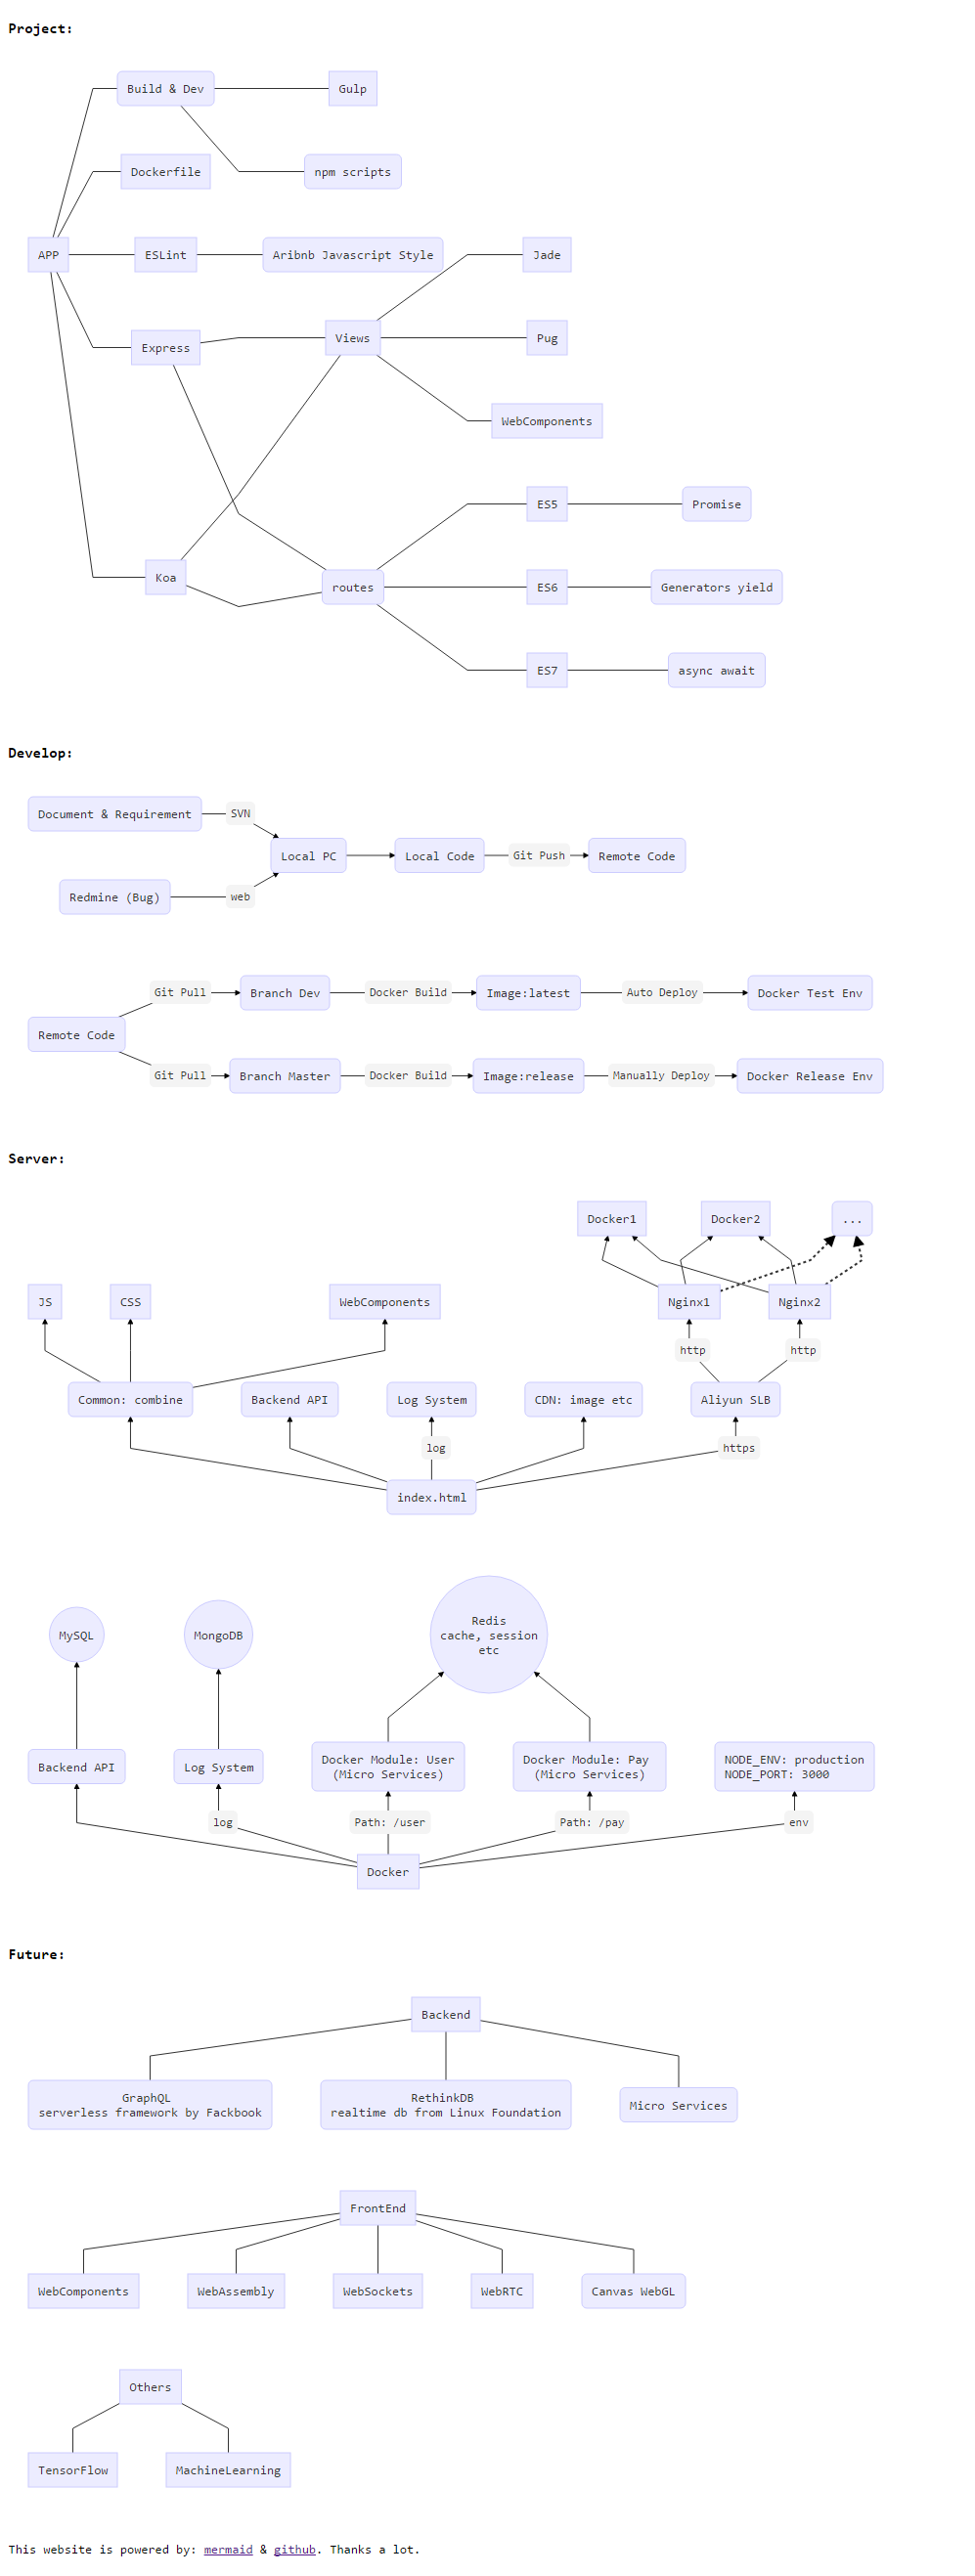 Project:
Build & Dev
Gulp
Dockerfile
npm scripts
APP
ESLint
Aribnb Javascript Style
Jade
Express
Views
Pug
WebComponents
ES5
Promise
Koa
routes
ES6
Generators yield
ES7
async await
Develop:
Document & Requirement
SVN
Local PC
Local Code
Git Push
Remote Code
Redmine (Bug)
web
Git Pull
Branch Dev
Docker Build
Image:latest
Auto Deploy
Docker Test Env
Remote Code
Git Pull
Branch Master
Docker Build
Image:release
Manually Deploy
Docker Release Env
Server:
Docker1
Docker2
...
JS
CSS
WebComponents
Nginx1
Nginx2
http
http
Common: combine
Backend API
Log System
CDN: image etc
Aliyun SLB
log
https
index.html
MySQL
MongoDB
Redis
cache, session
etc
Backend API
Log System
Docker Module: User
(Micro Services)
Docker Module: Pay
(Micro Services)
NODE_ENV: production
NODE_PORT: 3000
log
Path: /user
Path: /pay
env
Docker
Future:
Backend
GraphQL
serverless framework by Fackbook
RethinkDB
realtime db from Linux Foundation
Micro Services
FrontEnd
WebComponents
WebAssembly
WebSockets
WebRTC
Canvas WebGL
Others
TensorFlow
MachineLearning
This website is powered by: mermaid & github. Thanks a lot.